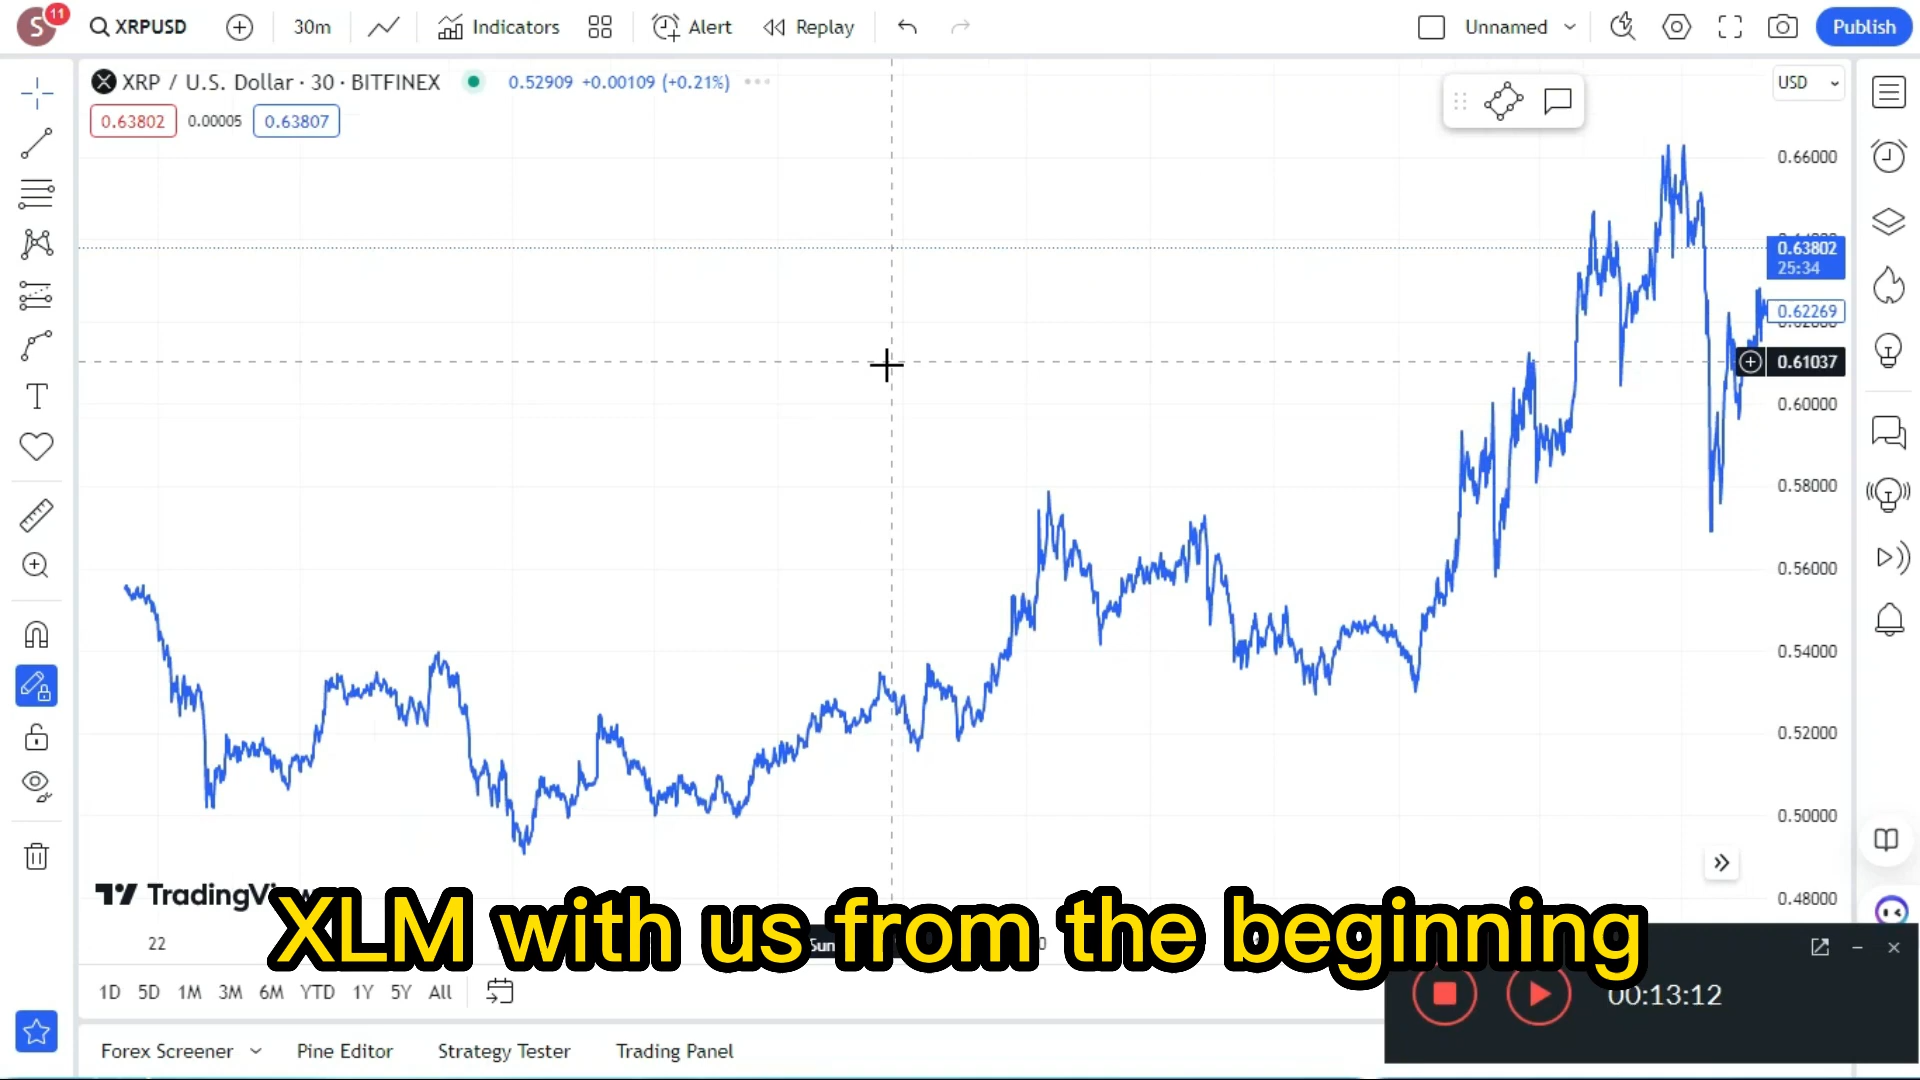 S 11 XRPUSD 30m Indicators Alert Replay Unnamed Publish
XRP / U.S. Dollar · 30 · BITFINEX 0.52909 +0.00109 (+0.21%) USD
0.63802 0.00005 0.63807
0.66000
0.63802
25:34
0.62269
0.61037
0.60000
0.58000
0.56000
0.54000
0.52000
0.50000
0.48000
TradingView
XLM with us from the beginning
22 Sun
1D 5D 1M 3M 6M YTD 1Y 5Y All
00:13:12
Forex Screener Pine Editor Strategy Tester Trading Panel